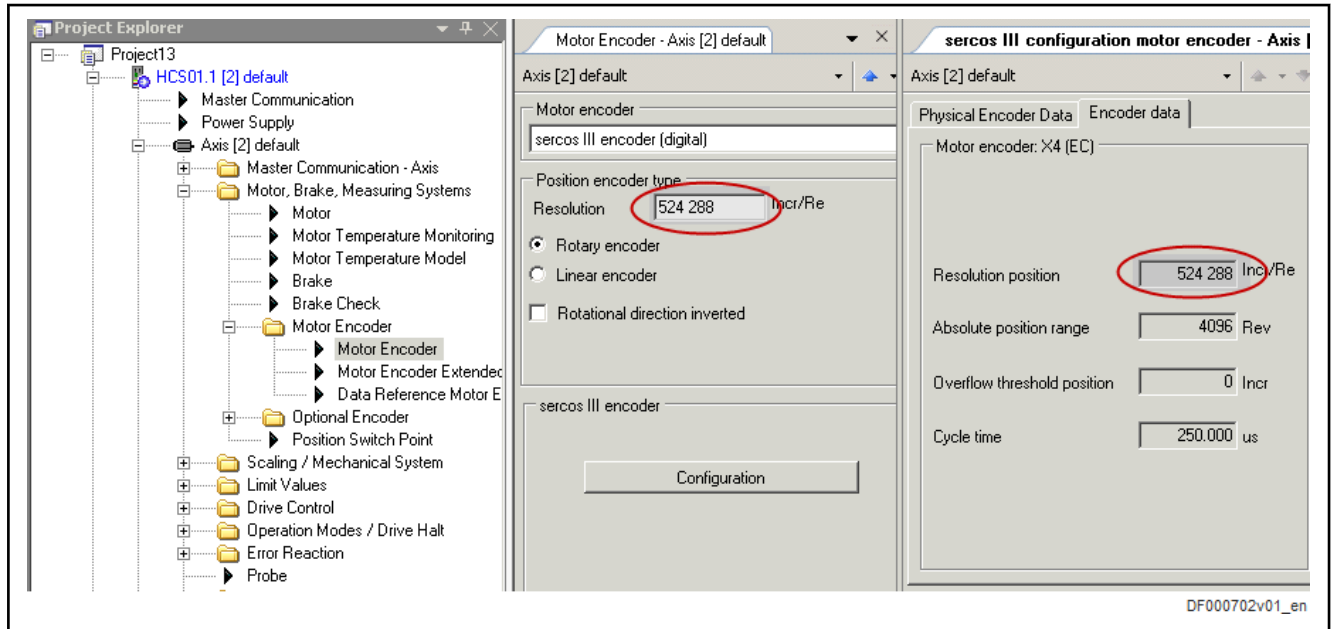 Project Explorer
Project13
HCS01.1 [2] default
Master Communication
Power Supply
Axis [2] default
Master Communication - Axis
Motor, Brake, Measuring Systems
Motor
Motor Temperature Monitoring
Motor Temperature Model
Brake
Brake Check
Motor Encoder
Motor Encoder
Motor Encoder Extended
Data Reference Motor E
Optional Encoder
Position Switch Point
Scaling / Mechanical System
Limit Values
Drive Control
Operation Modes / Drive Halt
Error Reaction
Probe
Motor Encoder - Axis [2] default
Axis [2] default
Motor encoder
sercos III encoder (digital)
Position encoder type
Resolution 524 288 Incr/Re
Rotary encoder
Linear encoder
Rotational direction inverted
sercos III encoder
Configuration
sercos III configuration motor encoder - Axis [
Axis [2] default
Physical Encoder Data Encoder data
Motor encoder: X4 (EC)
Resolution position 524 288 Incr/Re
Absolute position range 4096 Rev
Overflow threshold position 0 Incr
Cycle time 250.000 us
DF000702v01_en